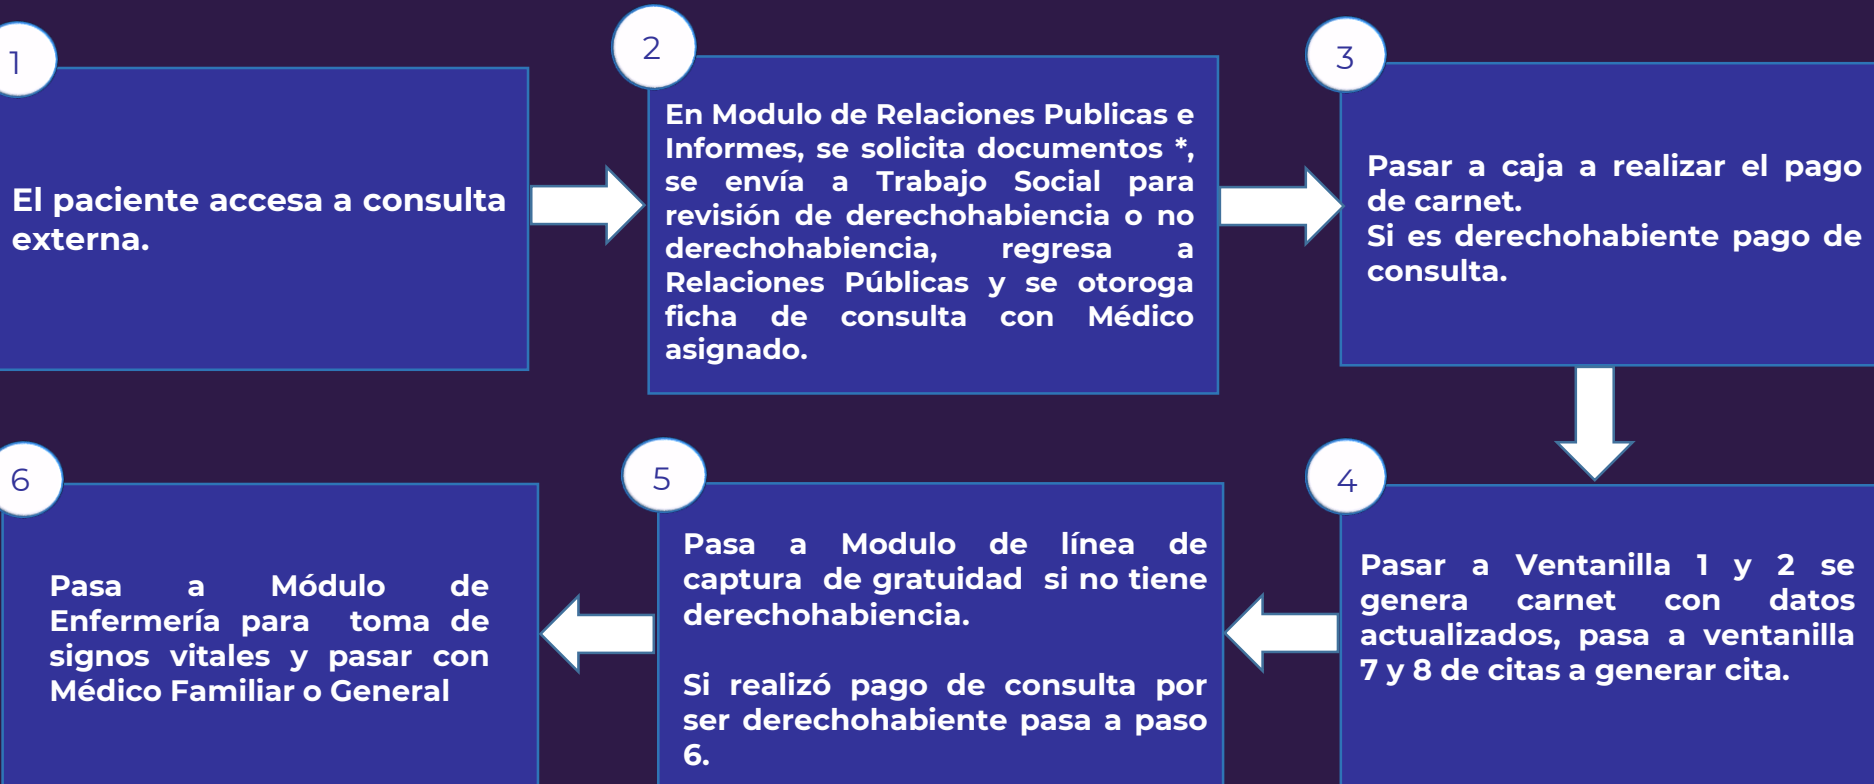 1
El paciente accesa a consulta
externa.
2
En Modulo de Relaciones Publicas e
Informes, se solicita documentos *,
se envía a Trabajo Social para
revisión de derechohabiencia o no
derechohabiencia, regresa a
Relaciones Públicas y se otoroga
ficha de consulta con Médico
asignado.
3
Pasar a caja a realizar el pago
de carnet.
Si es derechohabiente pago de
consulta.
4
Pasar a Ventanilla 1 y 2 se
genera carnet con datos
actualizados, pasa a ventanilla
7 y 8 de citas a generar cita.
5
Pasa a Modulo de línea de
captura de gratuidad si no tiene
derechohabiencia.
Si realizó pago de consulta por
ser derechohabiente pasa a paso
6.
6
Pasa a Módulo de
Enfermería para toma de
signos vitales y pasar con
Médico Familiar o General